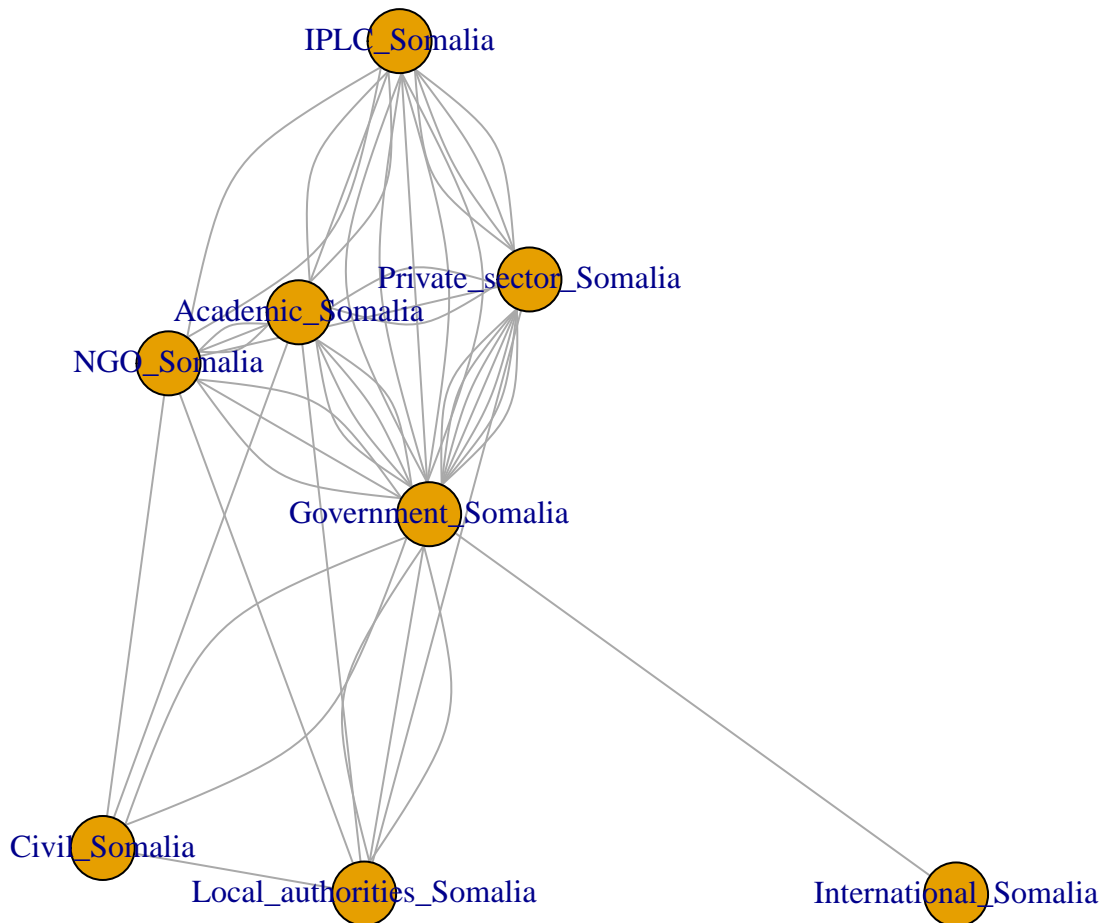 IPLC_Somalia
Private_sector_Somalia
Academic_Somalia
NGO_Somalia
Government_Somalia
Civil_Somalia
Local_authorities_Somalia
International_Somalia